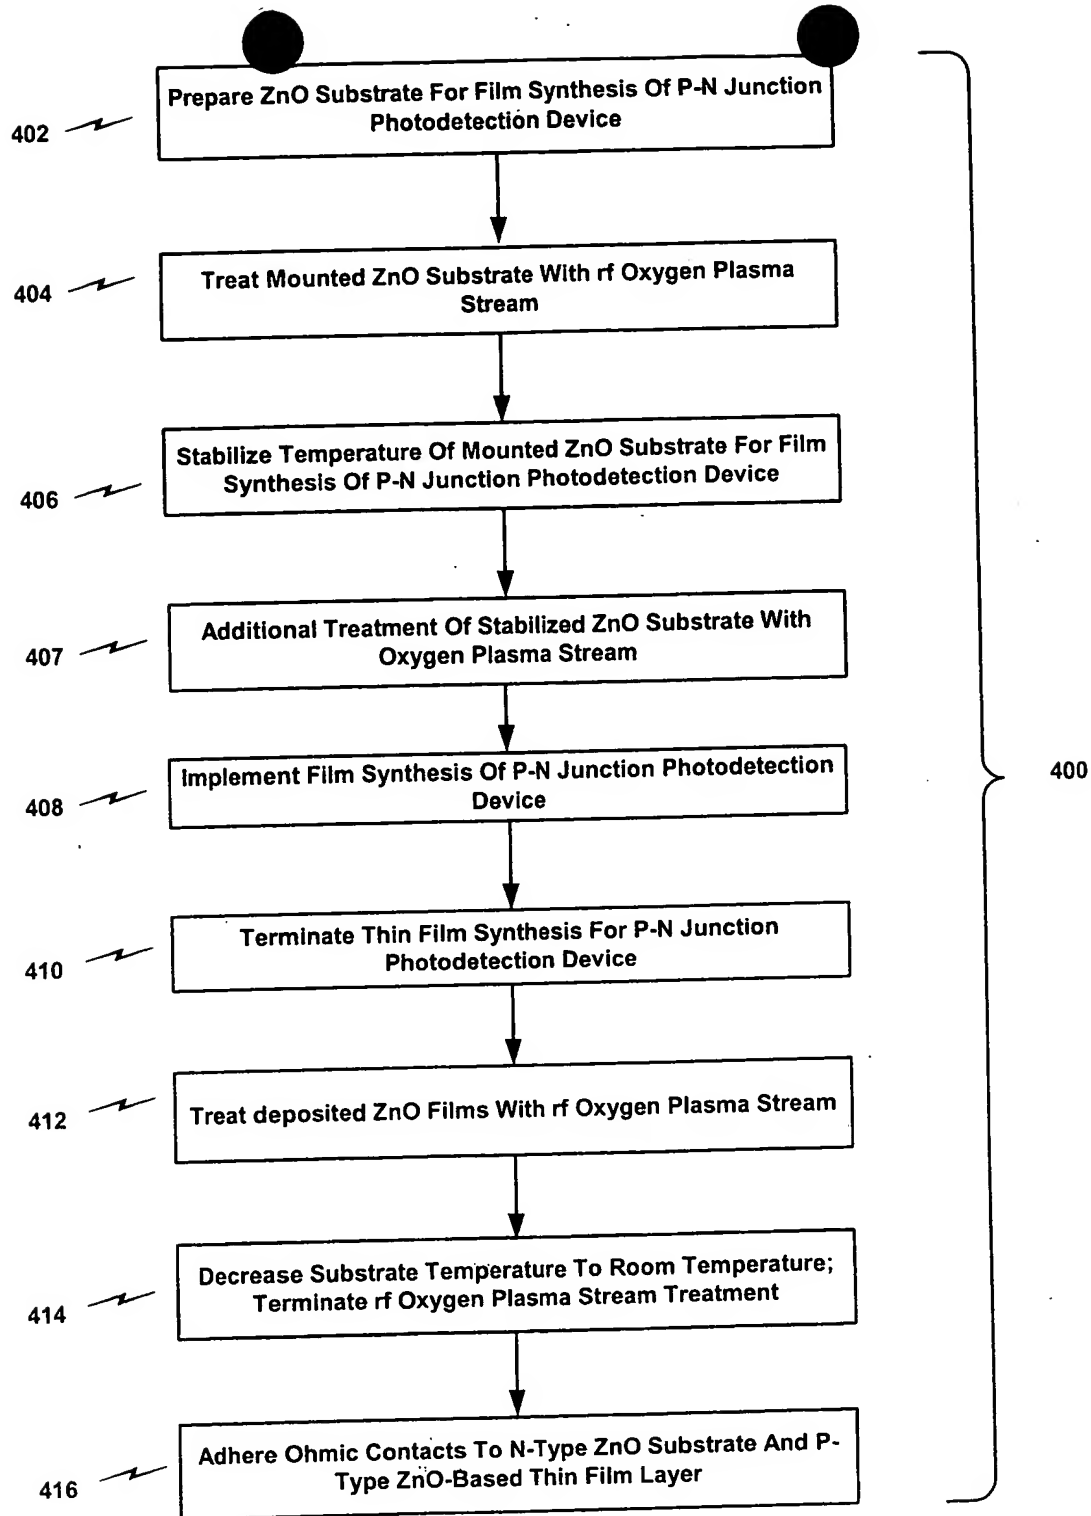 Prepare ZnO Substrate For Film Synthesis Of P-N Junction
Photodetection Device
402
Treat Mounted ZnO Substrate With rf Oxygen Plasma
Stream
404
Stabilize Temperature Of Mounted ZnO Substrate For Film
Synthesis Of P-N Junction Photodetection Device
406
Additional Treatment Of Stabilized ZnO Substrate With
Oxygen Plasma Stream
407
Implement Film Synthesis Of P-N Junction Photodetection
Device
408
400
Terminate Thin Film Synthesis For P-N Junction
Photodetection Device
410
Treat deposited ZnO Films With rf Oxygen Plasma Stream
412
Decrease Substrate Temperature To Room Temperature;
Terminate rf Oxygen Plasma Stream Treatment
414
Adhere Ohmic Contacts To N-Type ZnO Substrate And P-
Type ZnO-Based Thin Film Layer
416